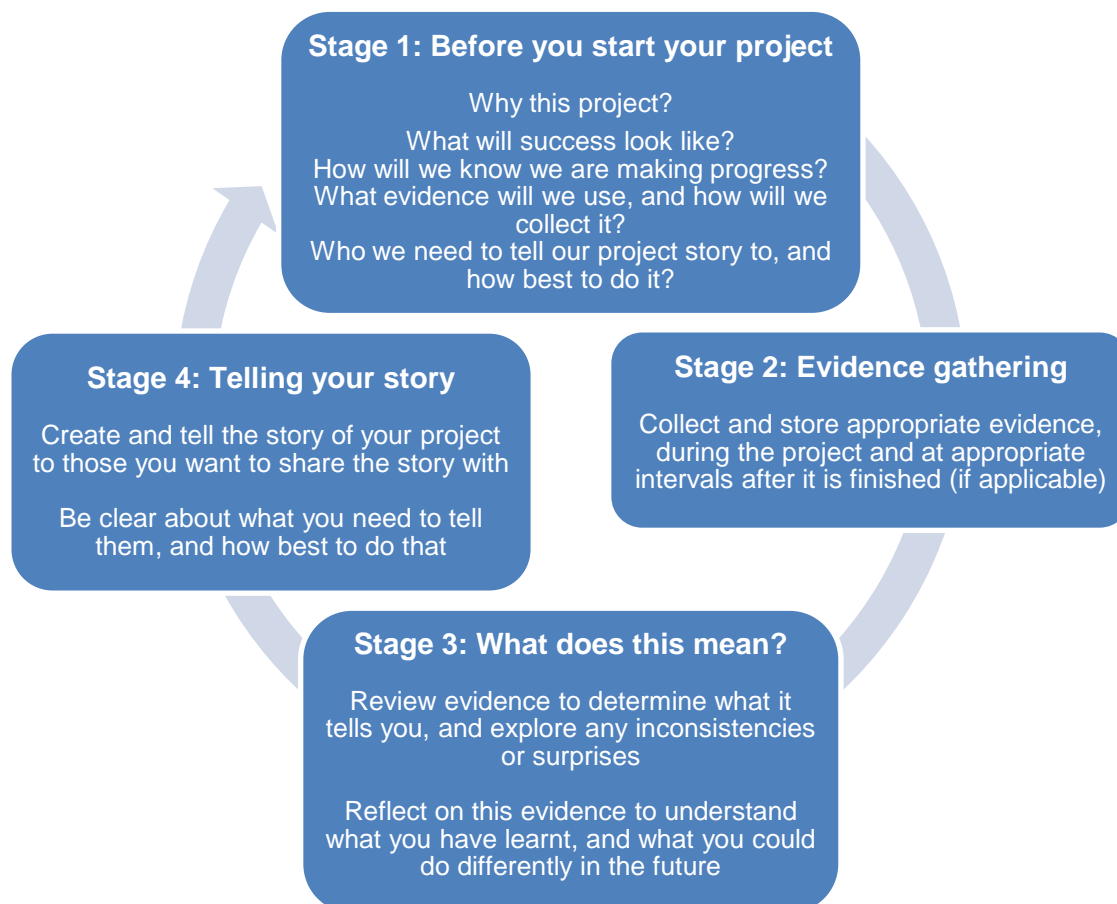 Stage 1: Before you start your project
Why this project?
What will success look like?
How will we know we are making progress?
What evidence will we use, and how will we
collect it?
Who we need to tell our project story to, and
how best to do it?
Stage 2: Evidence gathering
Collect and store appropriate evidence,
during the project and at appropriate
intervals after it is finished (if applicable)
Stage 3: What does this mean?
Review evidence to determine what it
tells you, and explore any inconsistencies
or surprises
Reflect on this evidence to understand
what you have learnt, and what you could
do differently in the future
Stage 4: Telling your story
Create and tell the story of your project
to those you want to share the story with
Be clear about what you need to tell
them, and how best to do that